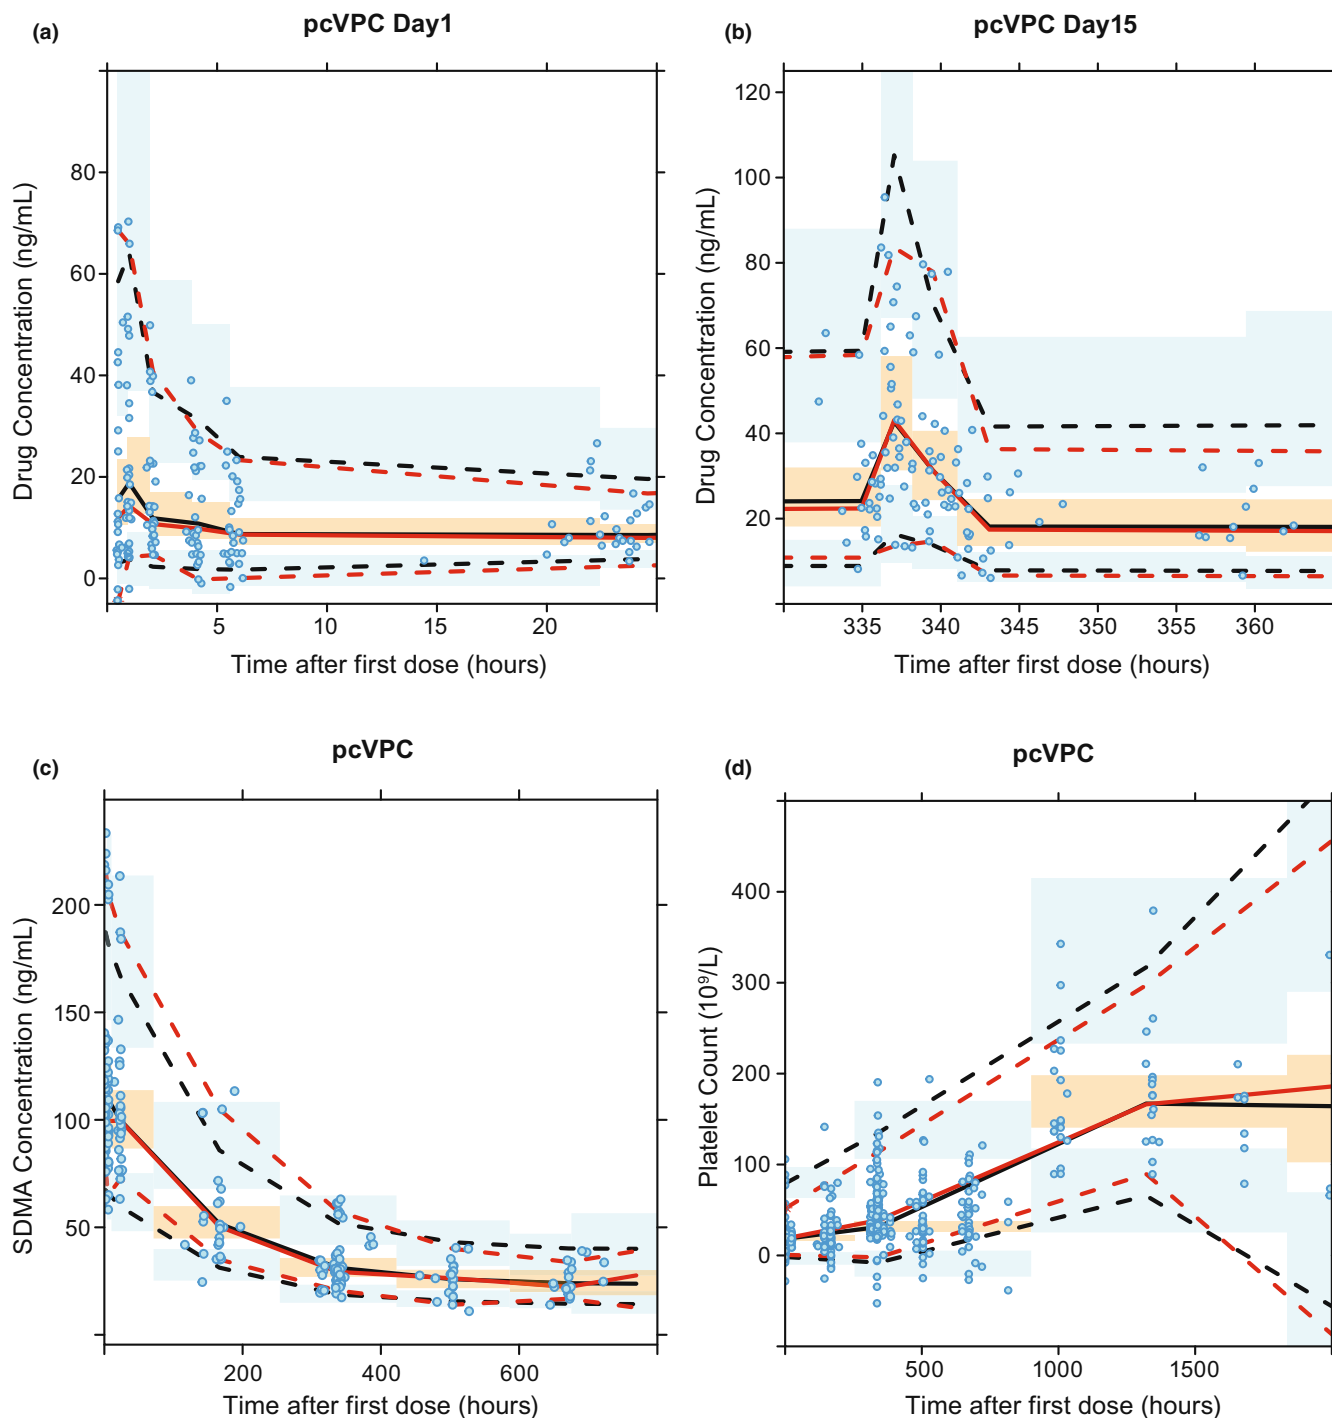 (a)
pcVPC Day1
Drug Concentration (ng/mL)
80
60
40
20
0
5
10
15
20
Time after first dose (hours)
(b)
pcVPC Day15
Drug Concentration (ng/mL)
120
100
80
60
40
20
335
340
345
350
355
360
Time after first dose (hours)
(c)
pcVPC
SDMA Concentration (ng/mL)
200
150
100
50
200
400
600
Time after first dose (hours)
(d)
pcVPC
Platelet Count (10⁹/L)
400
300
200
100
0
500
1000
1500
Time after first dose (hours)